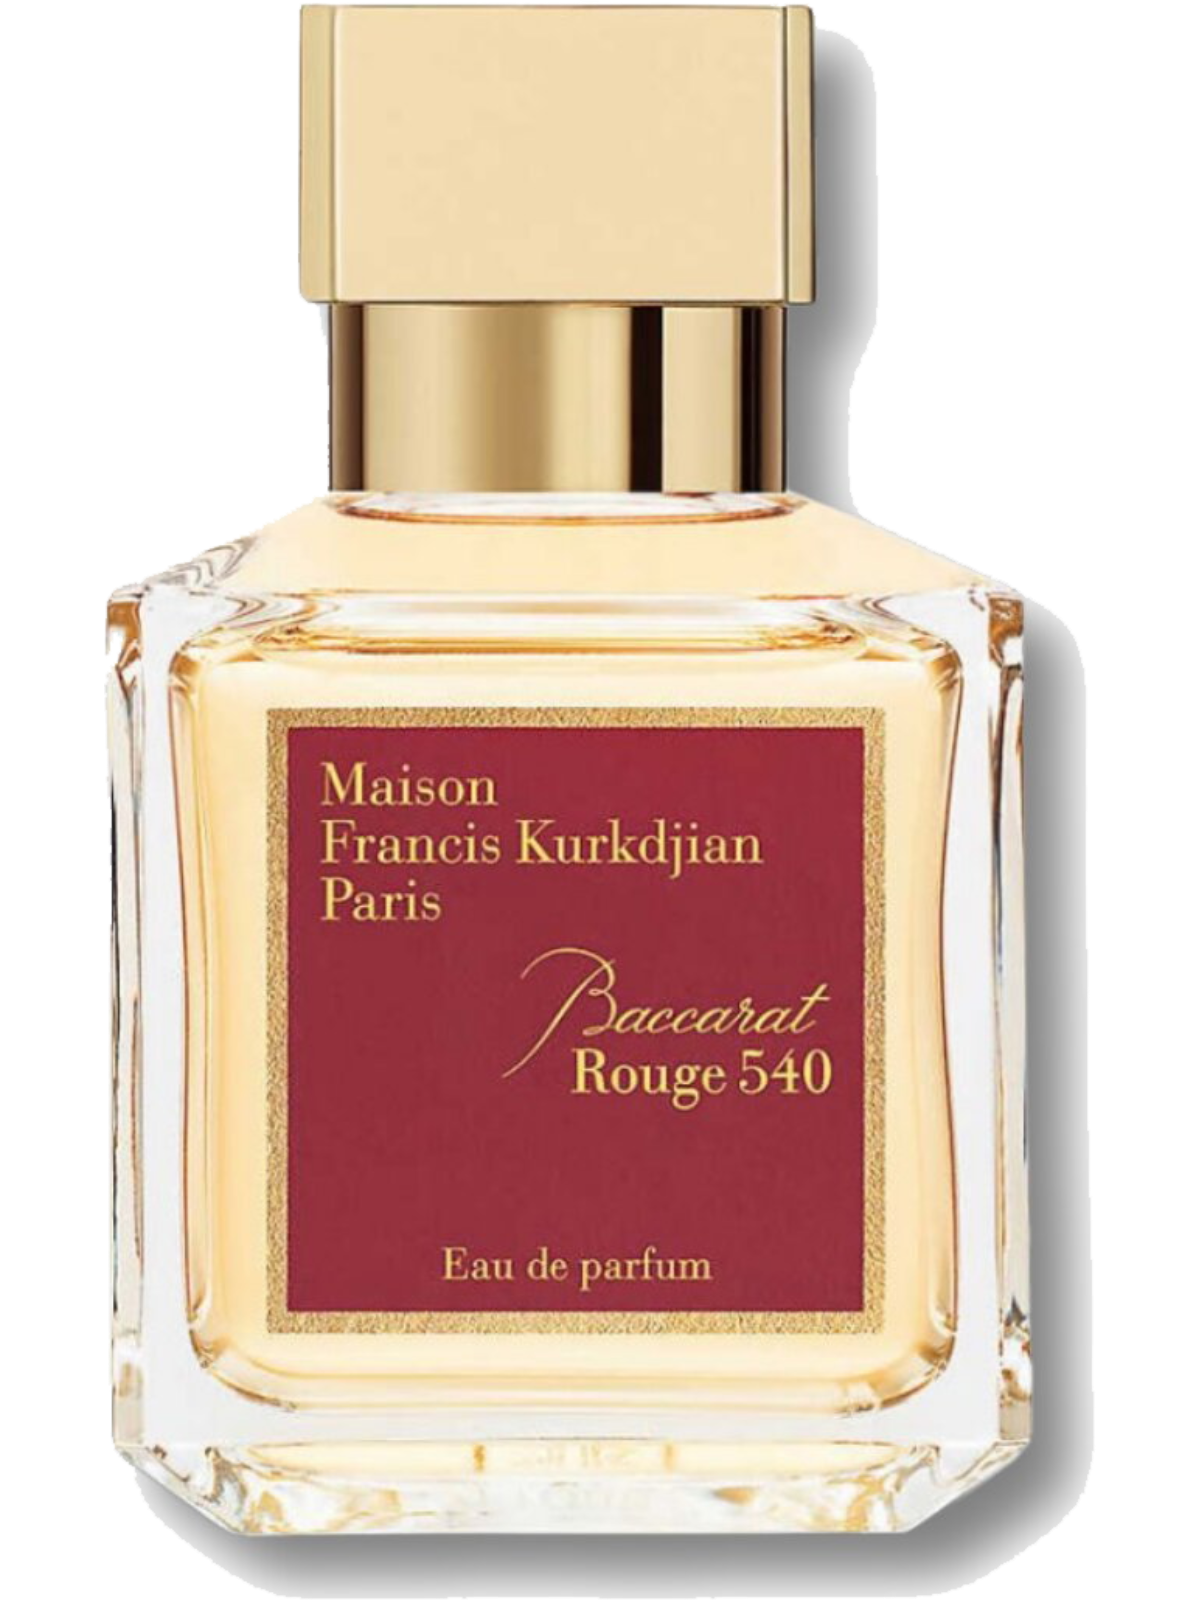 Maison
Francis Kurkdjian
Paris
Baccarat
Rouge 540
Eau de parfum